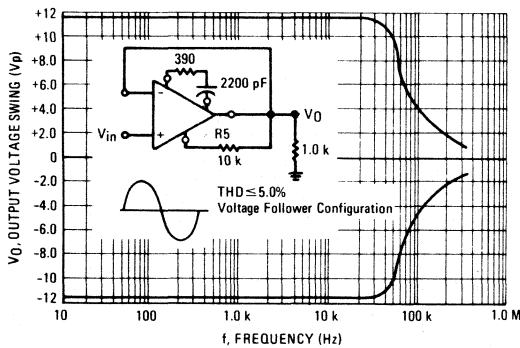 VO, OUTPUT VOLTAGE SWING (Vp)
+12
+10
+8.0
+6.0
+4.0
+2.0
0
-2.0
-4.0
-6.0
-8.0
-10
-12
390
2200 pF
-
+
Vin
R5
10 k
VO
1.0 k
THD ≤ 5.0%
Voltage Follower Configuration
10
100
1.0 k
10 k
100 k
1.0 M
f, FREQUENCY (Hz)